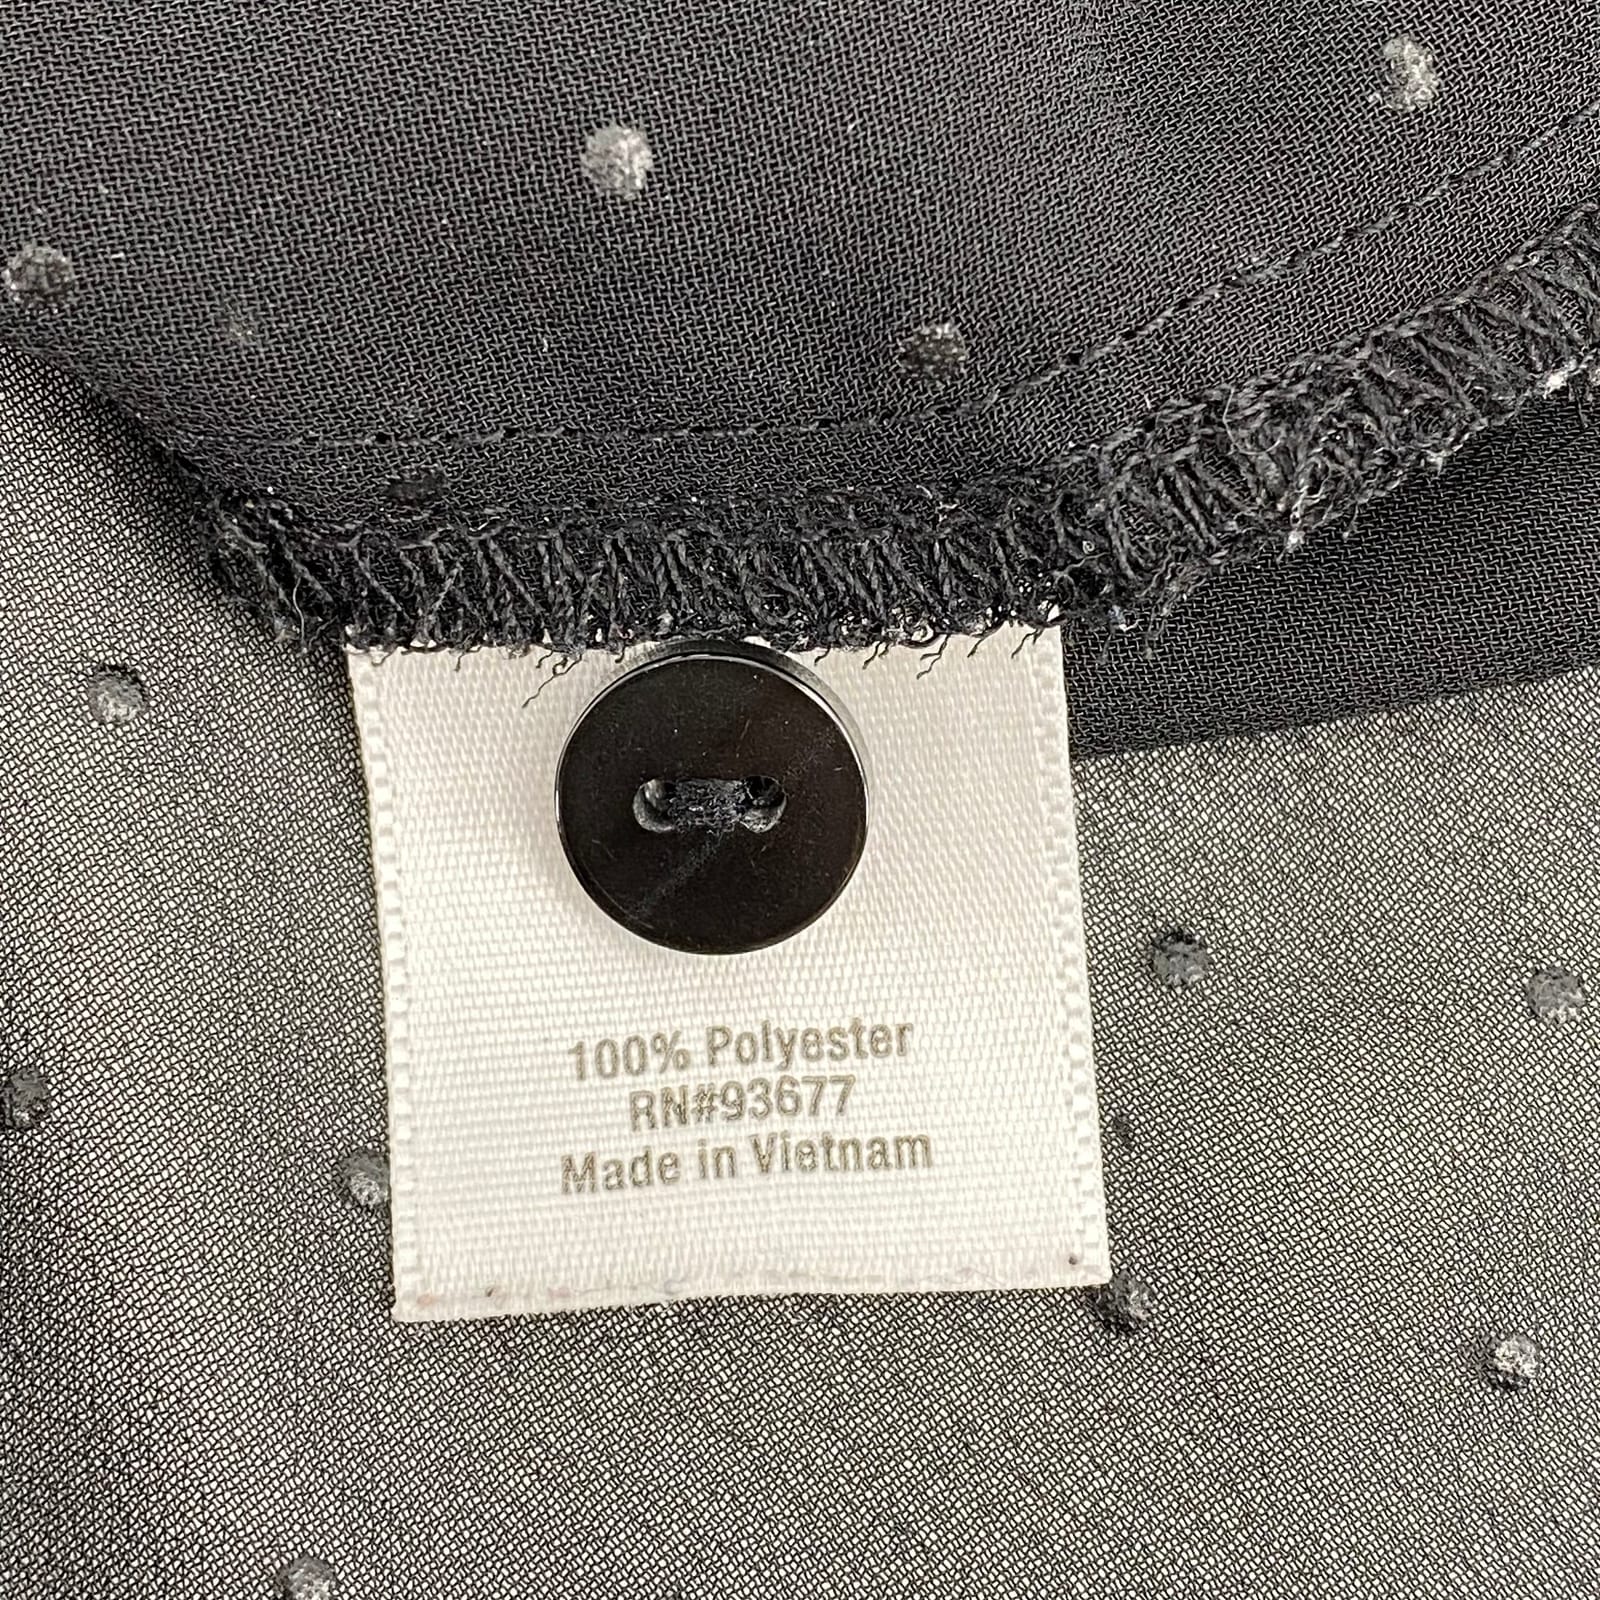 100% Polyester
RN#93677
Made in Vietnam